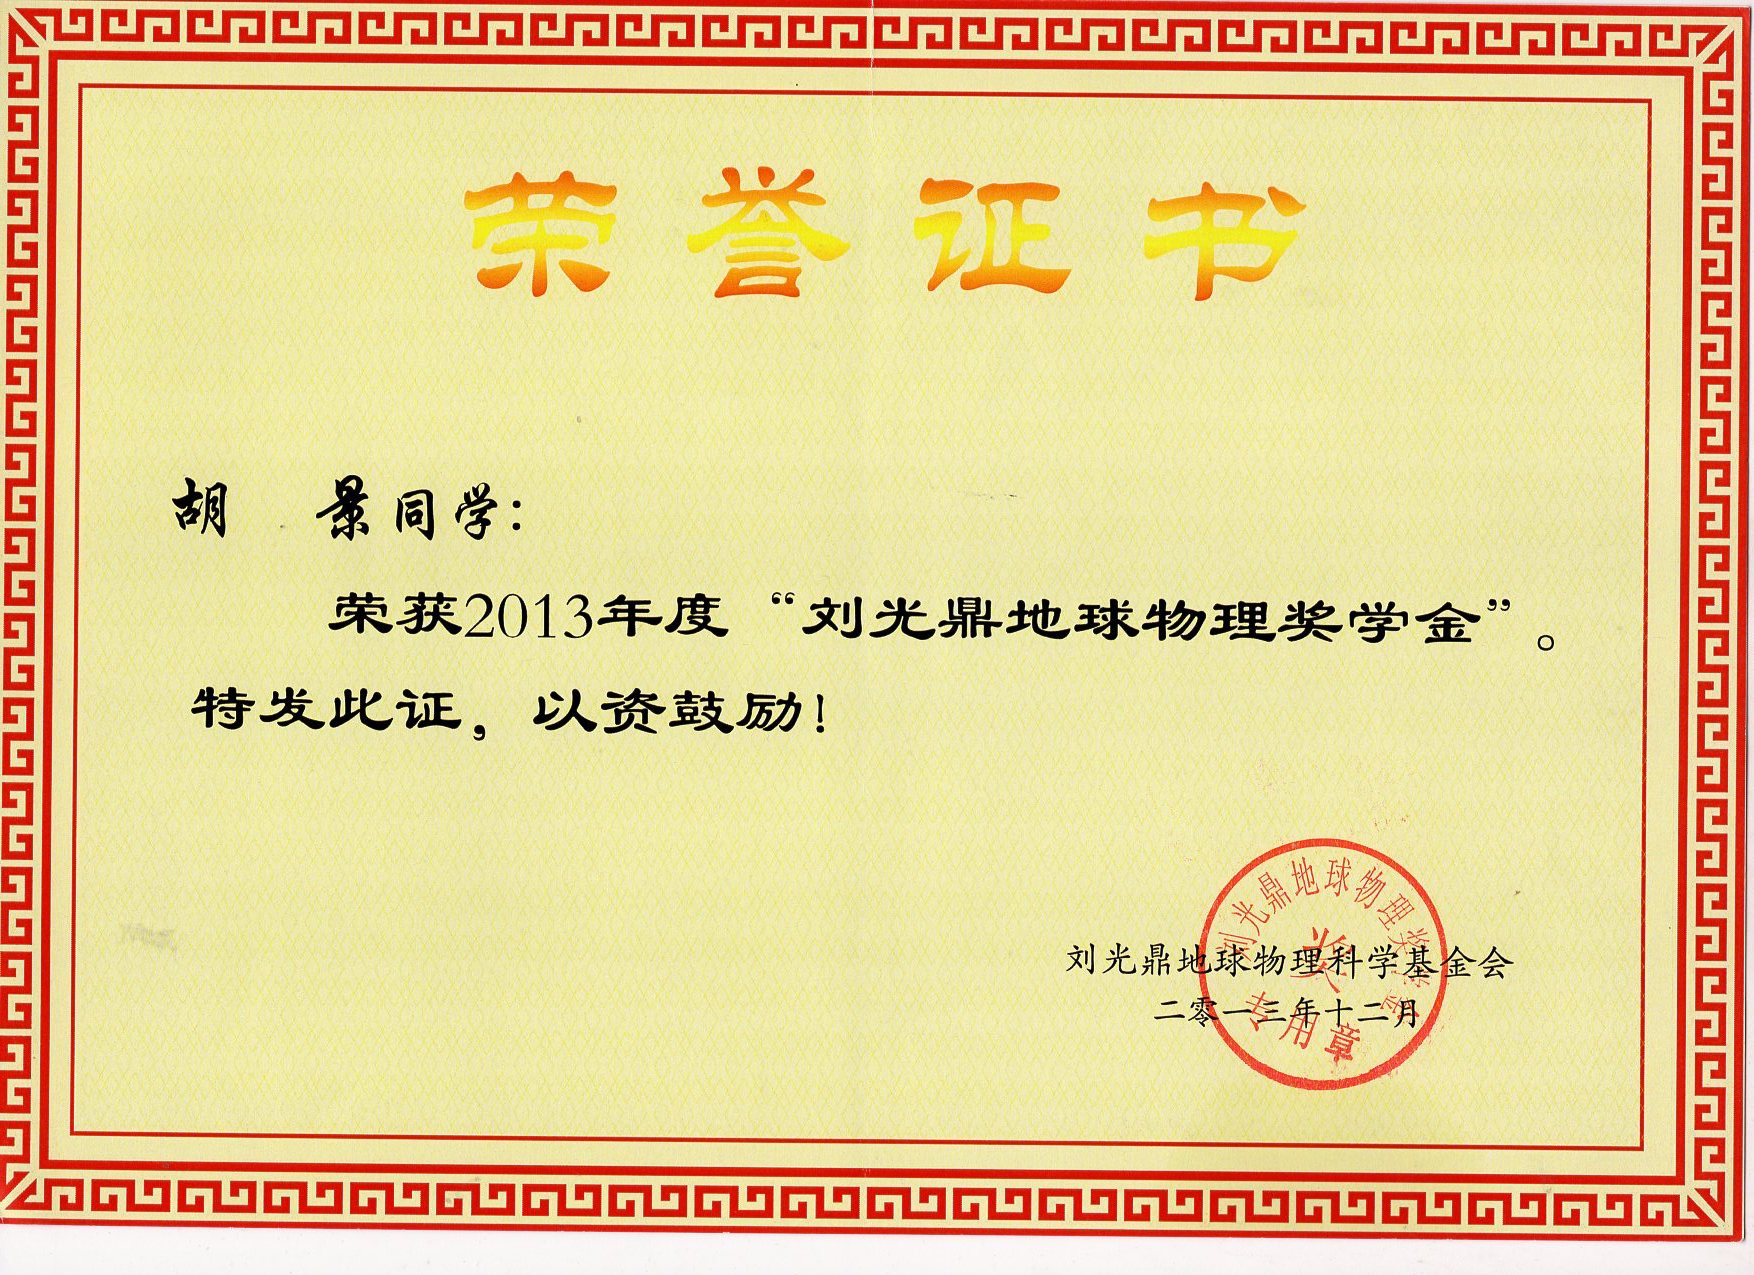 荣誉证书
胡 景同学：
荣获2013年度“刘光鼎地球物理奖学金”。
特发此证，以资鼓励！
刘光鼎地球物理科学基金会
二零一三年十二月
刘光鼎地球物理奖学金
奖
专用章